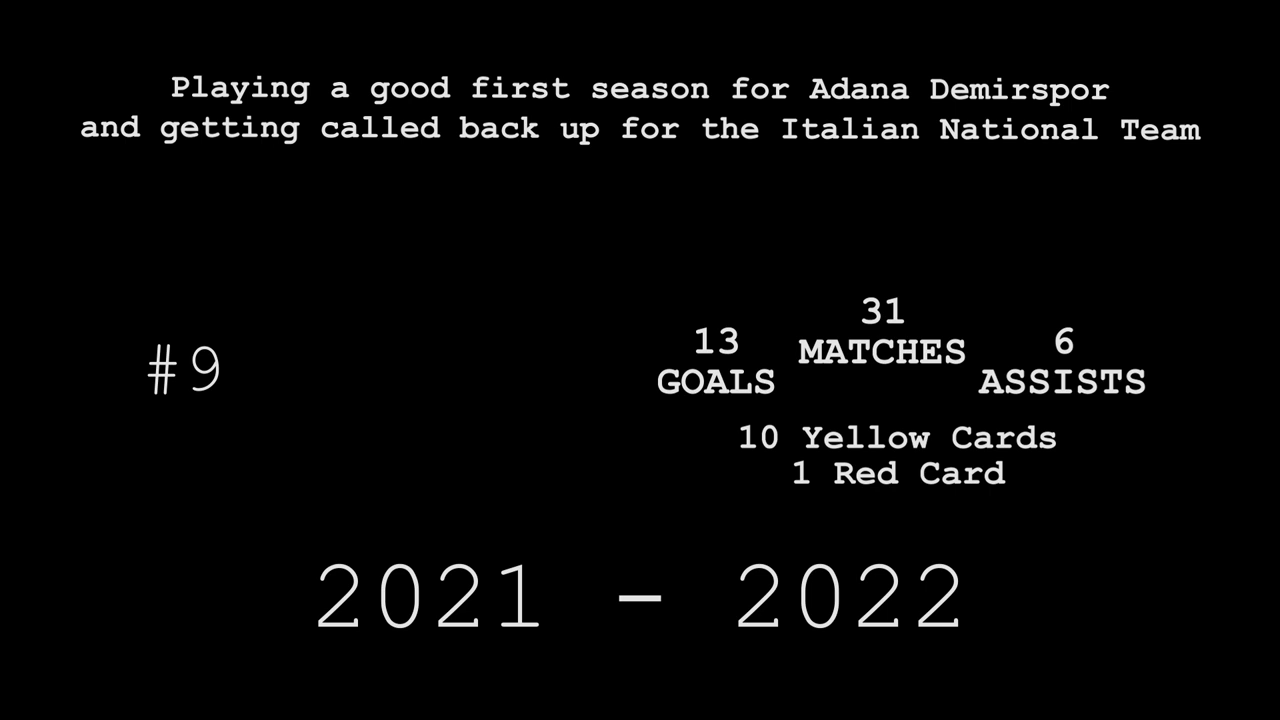 Playing a good first season for Adana Demirspor
and getting called back up for the Italian National Team
#9
13
GOALS
31
MATCHES
6
ASSISTS
10 Yellow Cards
1 Red Card
2021 - 2022